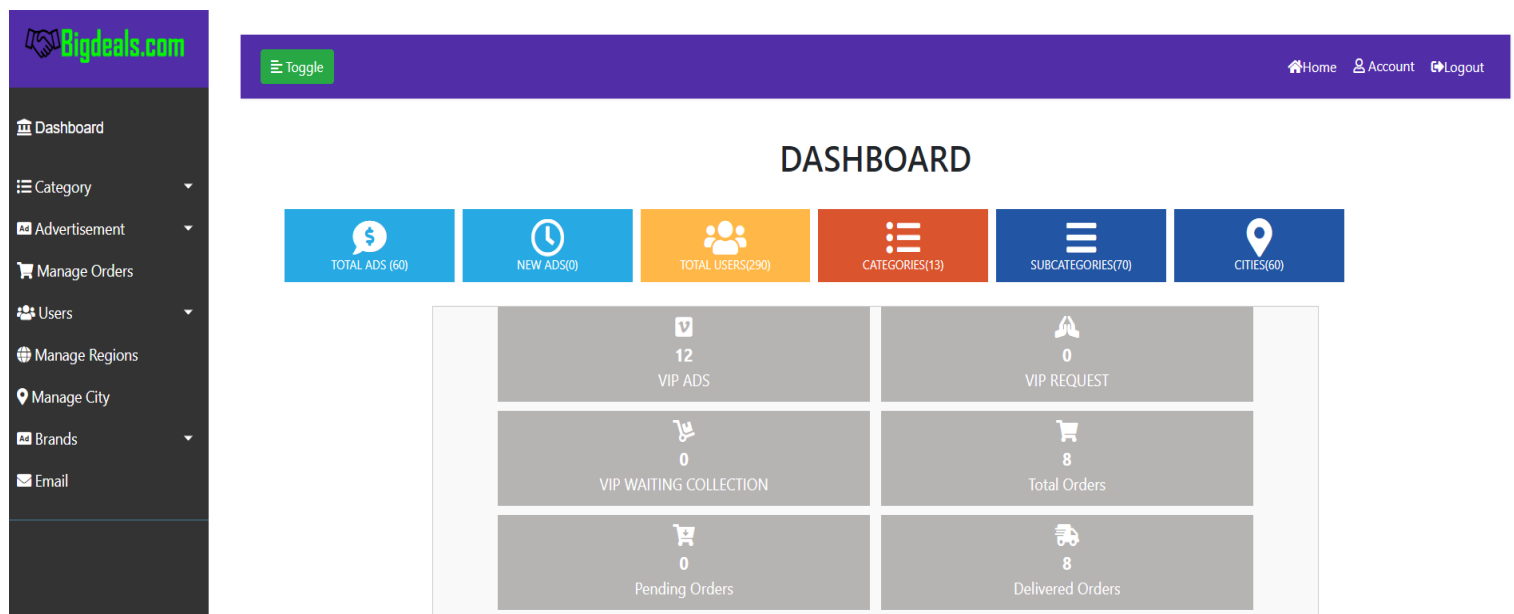 Bigdeals.com
Toggle
Home Account Logout
Dashboard
Category
Advertisement
Manage Orders
Users
Manage Regions
Manage City
Brands
Email
DASHBOARD
TOTAL ADS (60)
NEW ADS(0)
TOTAL USERS(290)
CATEGORIES(13)
SUBCATEGORIES(70)
CITIES(60)
12
VIP ADS
0
VIP REQUEST
0
VIP WAITING COLLECTION
8
Total Orders
0
Pending Orders
8
Delivered Orders